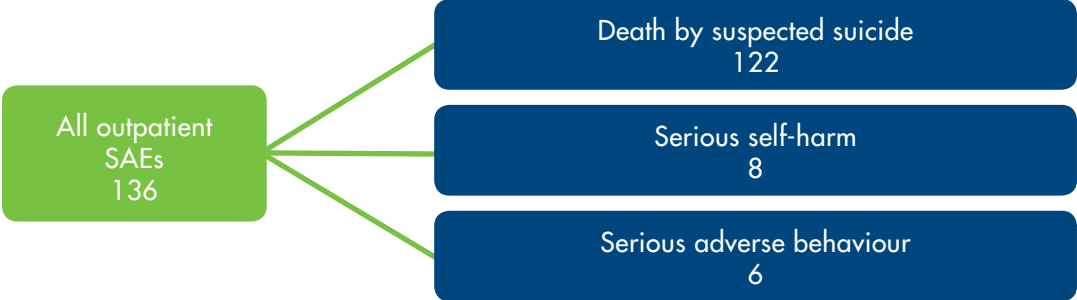 All outpatient
SAEs
136
Death by suspected suicide
122
Serious self-harm
8
Serious adverse behaviour
6